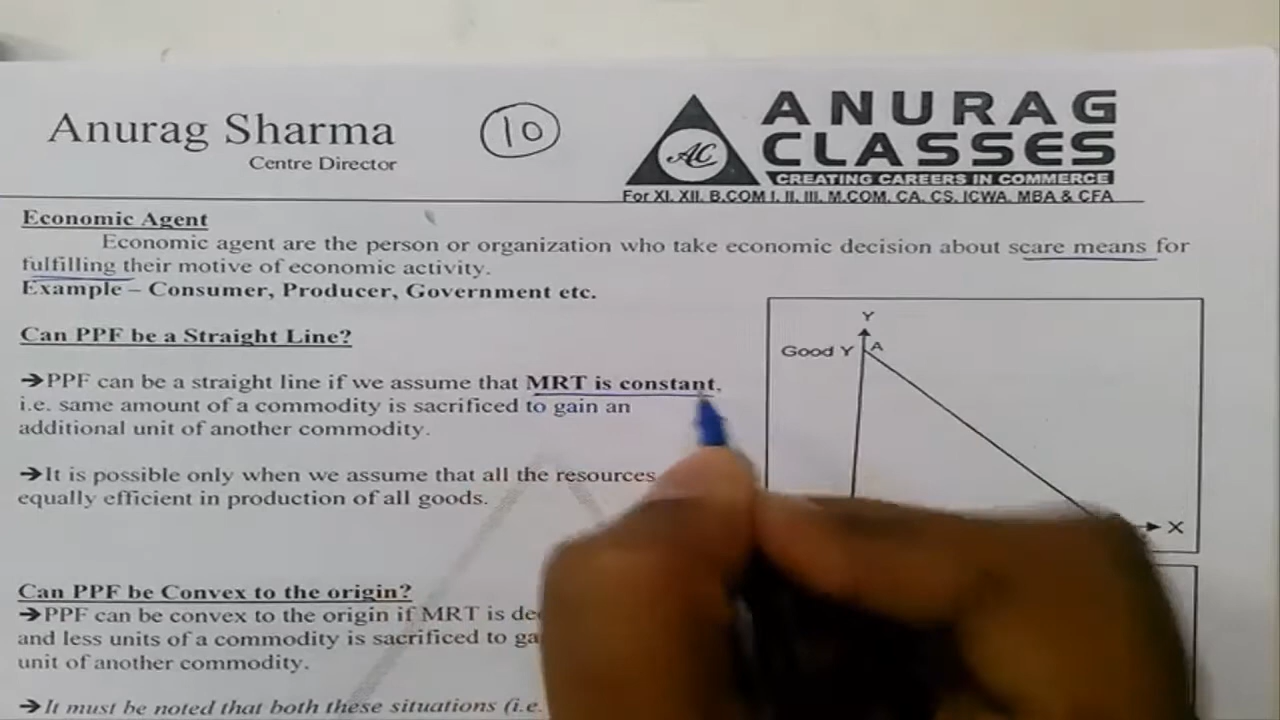 Anurag Sharma
Centre Director
10
AC
ANURAG
CLASSES
CREATING CAREERS IN COMMERCE
For XI, XII, B.COM I, II, III, M.COM, CA, CS, ICWA, MBA & CFA
Economic Agent
Economic agent are the person or organization who take economic decision about scare means for
fulfilling their motive of economic activity.
Example – Consumer, Producer, Government etc.
Can PPF be a Straight Line?
➔PPF can be a straight line if we assume that MRT is constant,
i.e. same amount of a commodity is sacrificed to gain an
additional unit of another commodity.
➔It is possible only when we assume that all the resources
equally efficient in production of all goods.
Y
Good Y
A
X
Can PPF be Convex to the origin?
➔PPF can be convex to the origin if MRT is
and less units of a commodity is sacrificed to
unit of another commodity.
➔It must be noted that both these situations (i.e.